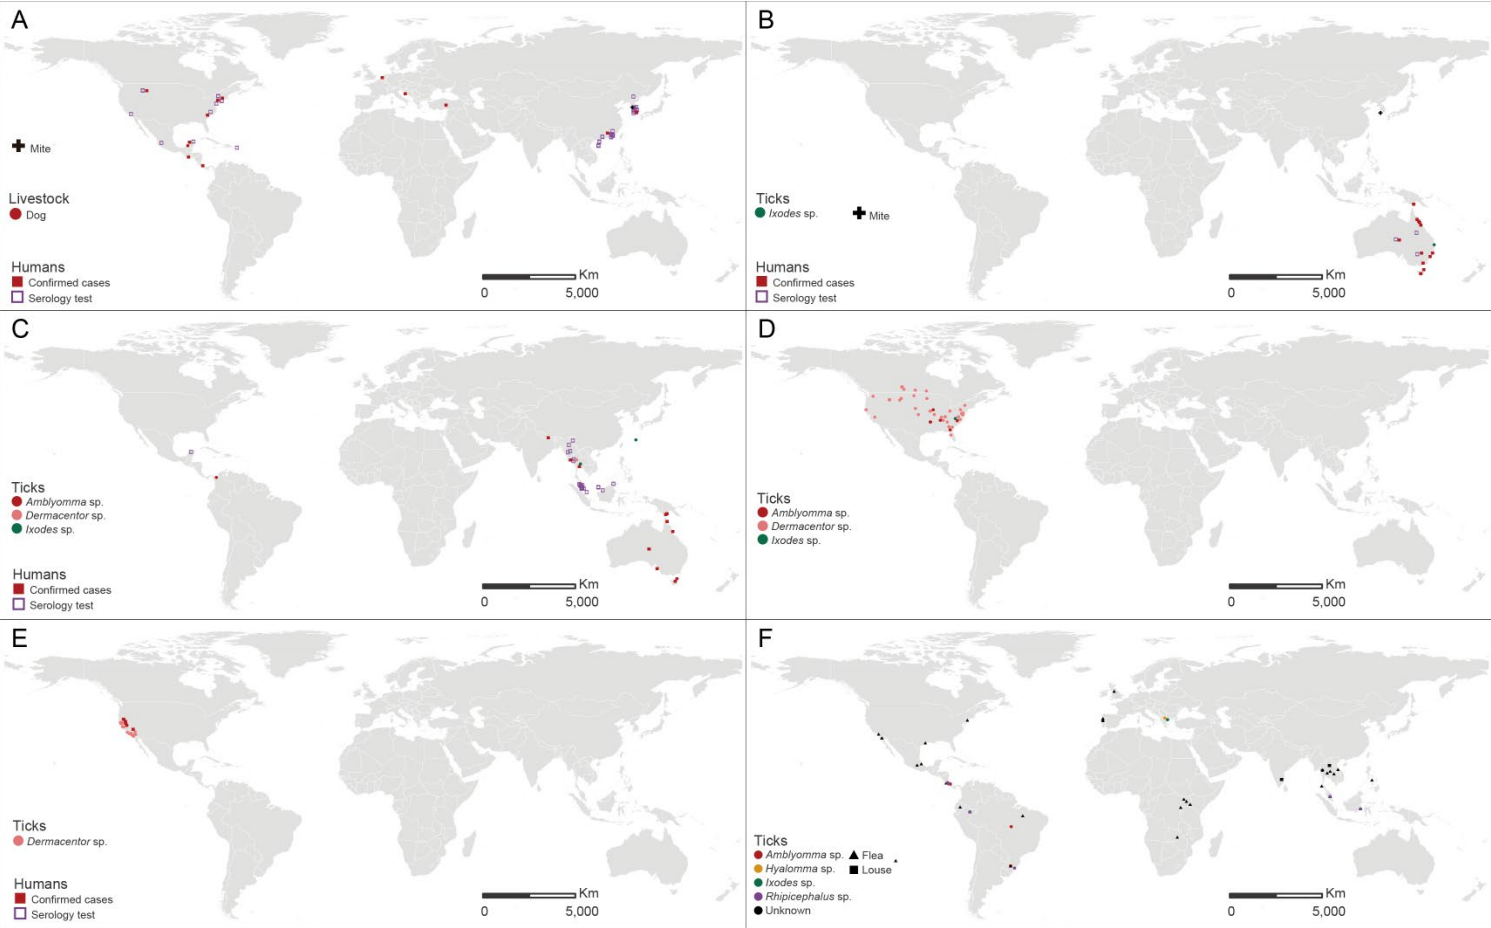 A
Mite
Livestock
Dog
Humans
Confirmed cases
Serology test
Km
0 5,000
B
Ticks
Ixodes sp. Mite
Humans
Confirmed cases
Serology test
Km
0 5,000
C
Ticks
Amblyomma sp.
Dermacentor sp.
Ixodes sp.
Humans
Confirmed cases
Serology test
Km
0 5,000
D
Ticks
Amblyomma sp.
Dermacentor sp.
Ixodes sp.
Km
0 5,000
E
Ticks
Dermacentor sp.
Humans
Confirmed cases
Serology test
Km
0 5,000
F
Ticks
Amblyomma sp. Flea
Hyalomma sp. Louse
Ixodes sp.
Rhipicephalus sp.
Unknown
Km
0 5,000